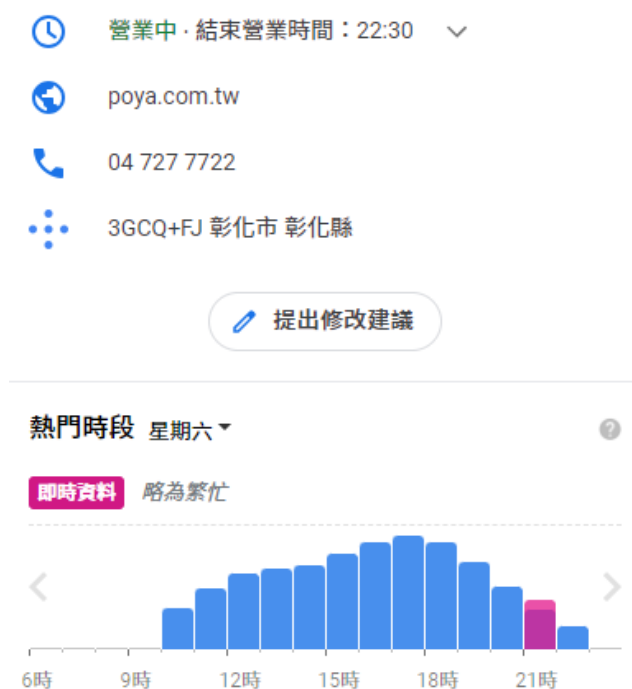 營業中 · 結束營業時間：22:30
poya.com.tw
04 727 7722
3GCQ+FJ 彰化市 彰化縣
提出修改建議
熱門時段 星期六
?
即時資料 略為繁忙
6時 9時 12時 15時 18時 21時